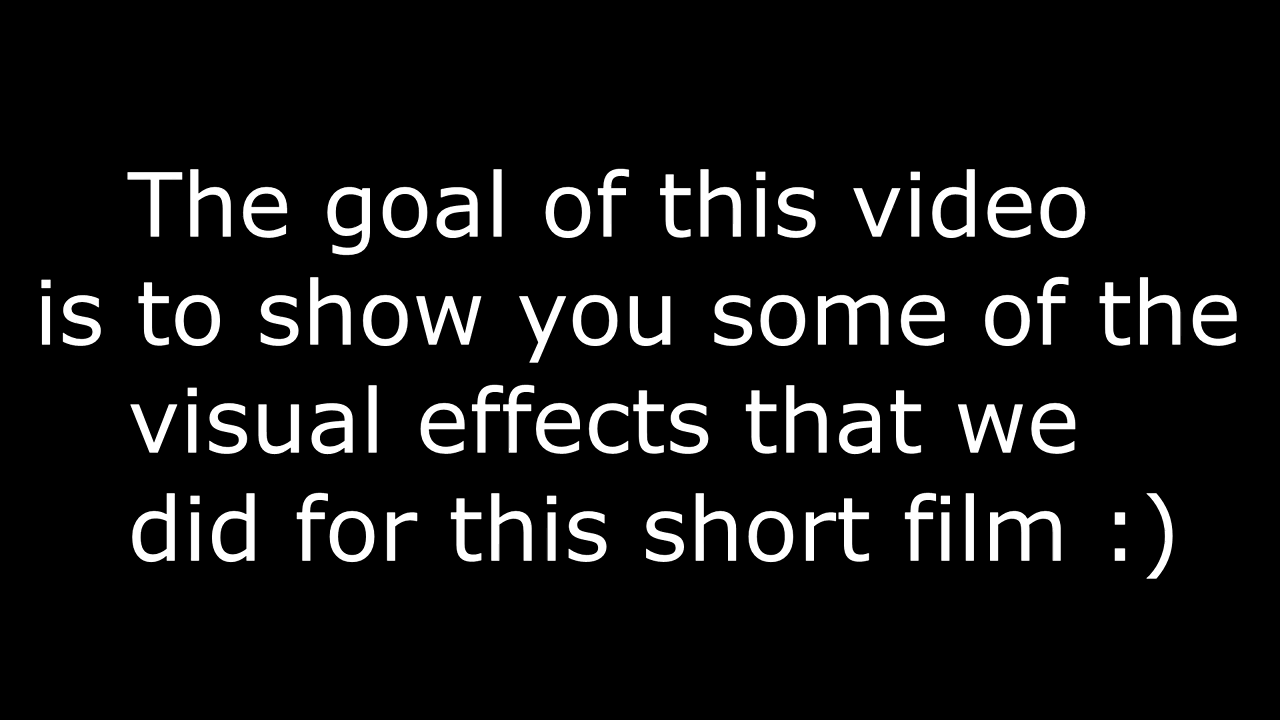 The goal of this video
is to show you some of the
visual effects that we
did for this short film :)